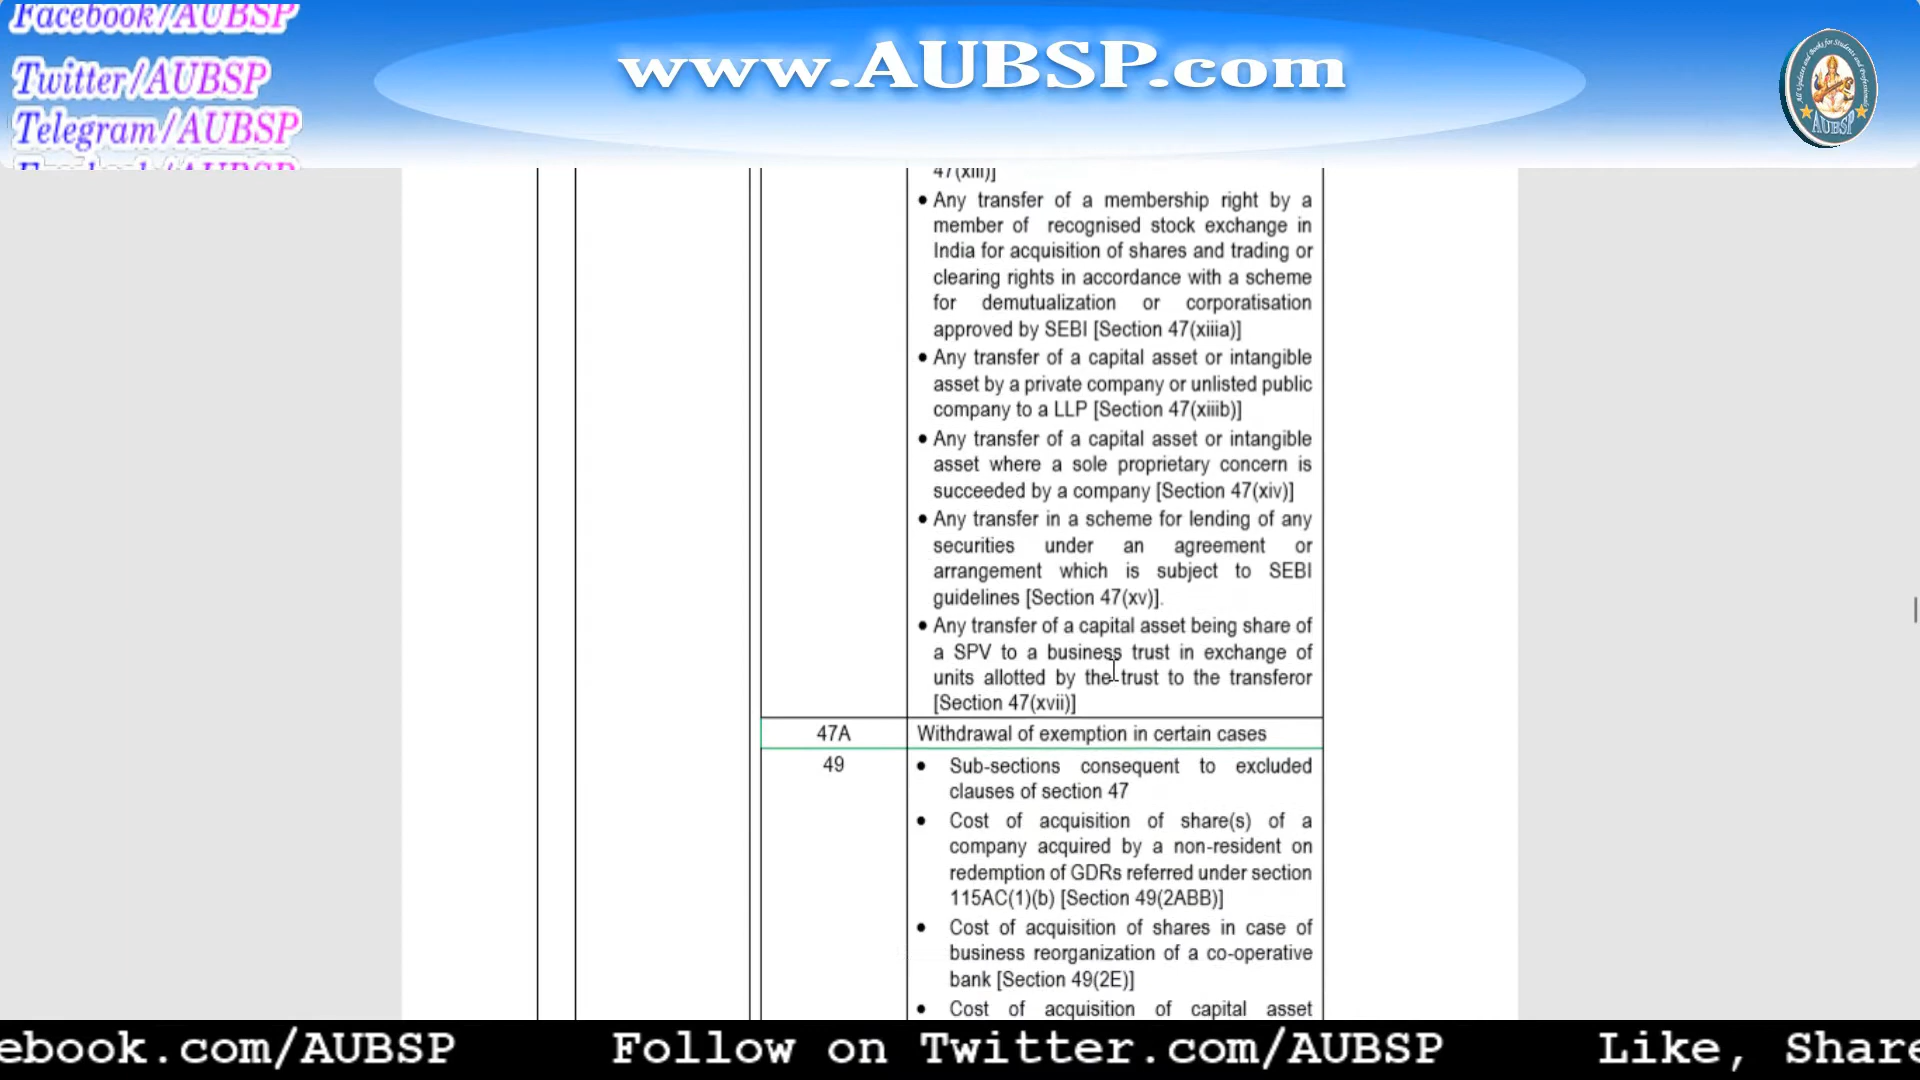 Facebook/AUBSP
Twitter/AUBSP
Telegram/AUBSP
www.AUBSP.com
AUBSP
47(xiii)]
• Any transfer of a membership right by a
member of recognised stock exchange in
India for acquisition of shares and trading or
clearing rights in accordance with a scheme
for demutualization or corporatisation
approved by SEBI [Section 47(xiiia)]
• Any transfer of a capital asset or intangible
asset by a private company or unlisted public
company to a LLP [Section 47(xiiib)]
• Any transfer of a capital asset or intangible
asset where a sole proprietary concern is
succeeded by a company [Section 47(xiv)]
• Any transfer in a scheme for lending of any
securities under an agreement or
arrangement which is subject to SEBI
guidelines [Section 47(xv)].
• Any transfer of a capital asset being share of
a SPV to a business trust in exchange of
units allotted by the trust to the transferor
[Section 47(xvii)]
47A Withdrawal of exemption in certain cases
49 • Sub-sections consequent to excluded
clauses of section 47
• Cost of acquisition of share(s) of a
company acquired by a non-resident on
redemption of GDRs referred under section
115AC(1)(b) [Section 49(2ABB)]
• Cost of acquisition of shares in case of
business reorganization of a co-operative
bank [Section 49(2E)]
• Cost of acquisition of capital asset
ebook.com/AUBSP Follow on Twitter.com/AUBSP Like, Share